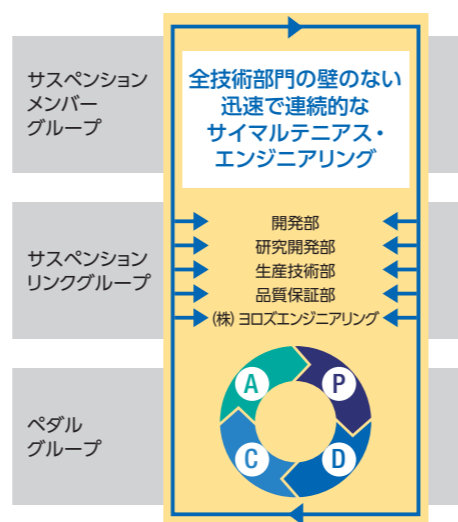 サスペンション
メンバー
グループ
全技術部門の壁のない
迅速で連続的な
サイマルテニアス・
エンジニアリング
サスペンション
リンクグループ
開発部
研究開発部
生産技術部
品質保証部
(株)ヨロズエンジニアリング
ペダル
グループ
A
P
C
D